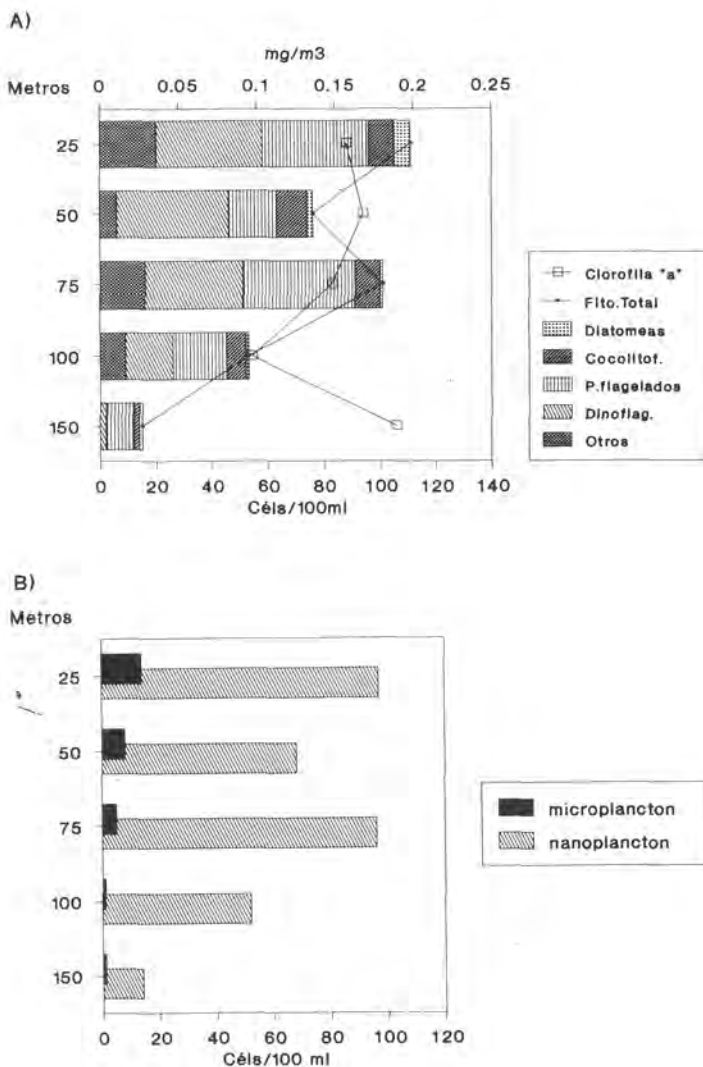 A)
mg/m3
Metros 0 0.05 0.1 0.15 0.2 0.25
25
50
75
100
150
0 20 40 60 80 100 120 140
Céls/100ml
Clorofila "a"
Fito.Total
Diatomeas
Cocolitof.
P.flagelados
Dinoflag.
Otros
B)
Metros
25
50
75
100
150
0 20 40 60 80 100 120
Céls/100 ml
microplancton
nanoplancton